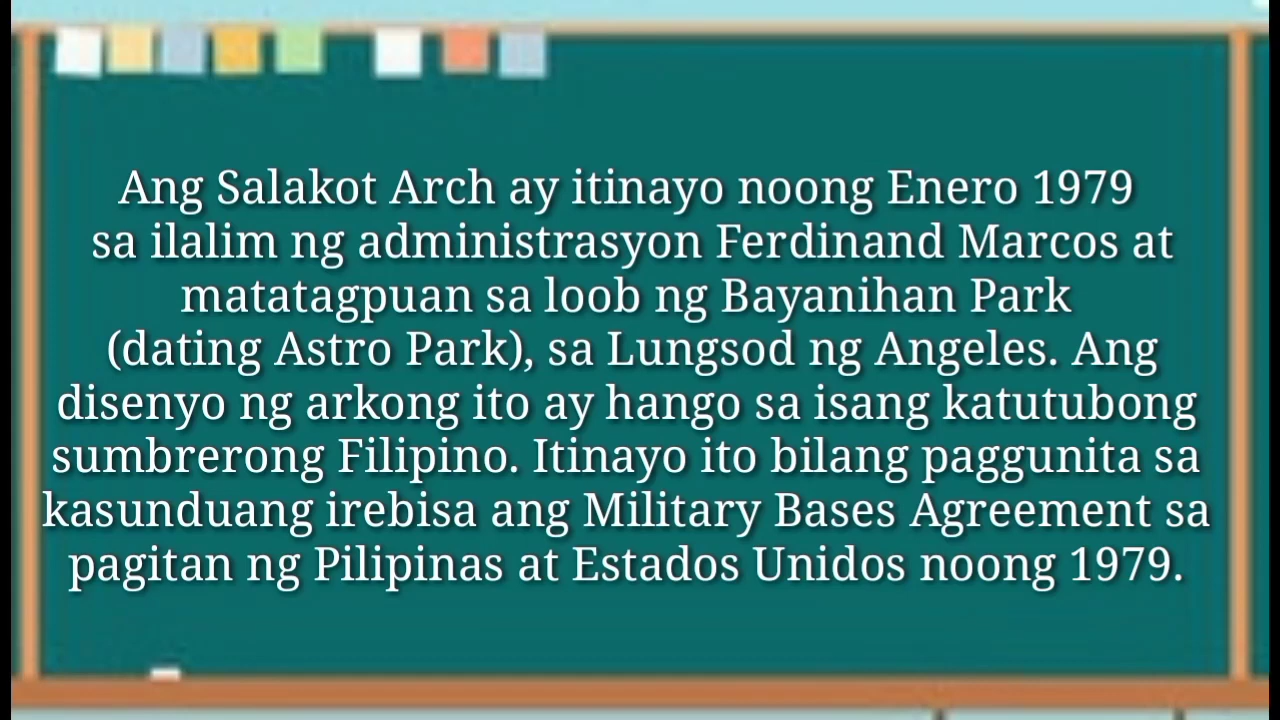 Ang Salakot Arch ay itinayo noong Enero 1979
sa ilalim ng administrasyon Ferdinand Marcos at
matatagpuan sa loob ng Bayanihan Park
(dating Astro Park), sa Lungsod ng Angeles. Ang
disenyo ng arkong ito ay hango sa isang katutubong
sumbrerong Filipino. Itinayo ito bilang paggunita sa
kasunduang irebisa ang Military Bases Agreement sa
pagitan ng Pilipinas at Estados Unidos noong 1979.